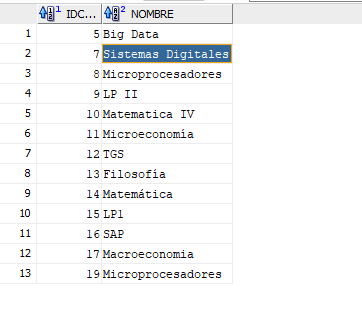 1 IDC... 2 NOMBRE
1 5 Big Data
2 7 Sistemas Digitales
3 8 Microprocesadores
4 9 LP II
5 10 Matematica IV
6 11 Microeconomía
7 12 TGS
8 13 Filosofía
9 14 Matemática
10 15 LP1
11 16 SAP
12 17 Macroeconomia
13 19 Microprocesadores